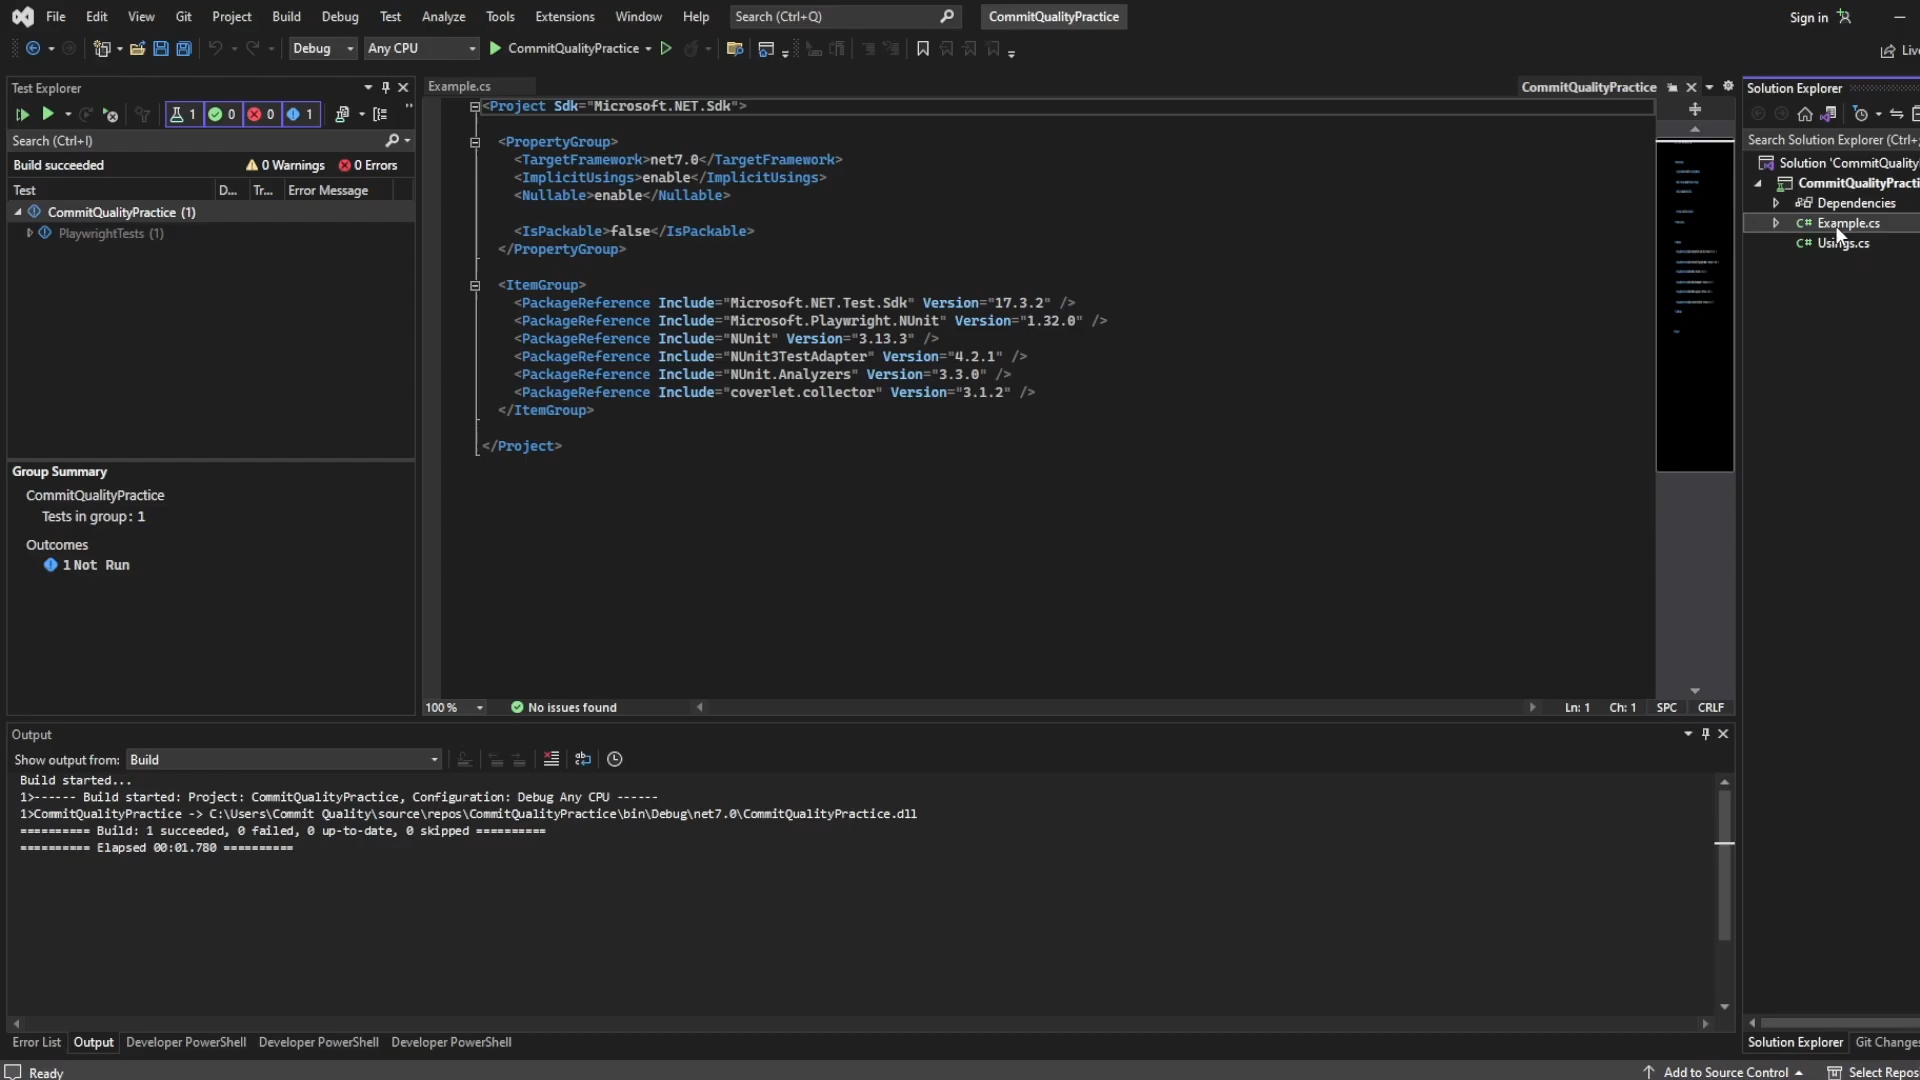 File Edit View Git Project Build Debug Test Analyze Tools Extensions Window Help Search (Ctrl+Q) CommitQualityPractice Sign in
Debug Any CPU CommitQualityPractice Live
Test Explorer
1 0 0 1
Search (Ctrl+I)
Build succeeded 0 Warnings 0 Errors
Test D... Tr... Error Message
CommitQualityPractice (1)
PlaywrightTests (1)
Group Summary
CommitQualityPractice
Tests in group: 1
Outcomes
1 Not Run
Example.cs CommitQualityPractice
<Project Sdk="Microsoft.NET.Sdk">
<PropertyGroup>
<TargetFramework>net7.0</TargetFramework>
<ImplicitUsings>enable</ImplicitUsings>
<Nullable>enable</Nullable>
<IsPackable>false</IsPackable>
</PropertyGroup>
<ItemGroup>
<PackageReference Include="Microsoft.NET.Test.Sdk" Version="17.3.2" />
<PackageReference Include="Microsoft.Playwright.NUnit" Version="1.32.0" />
<PackageReference Include="NUnit" Version="3.13.3" />
<PackageReference Include="NUnit3TestAdapter" Version="4.2.1" />
<PackageReference Include="NUnit.Analyzers" Version="3.3.0" />
<PackageReference Include="coverlet.collector" Version="3.1.2" />
</ItemGroup>
</Project>
100 % No issues found Ln: 1 Ch: 1 SPC CRLF
Solution Explorer
Search Solution Explorer (Ctrl+
Solution 'CommitQuality
CommitQualityPracti
Dependencies
Example.cs
Usings.cs
Output
Show output from: Build
Build started...
1>------ Build started: Project: CommitQualityPractice, Configuration: Debug Any CPU ------
1>CommitQualityPractice -> C:\Users\Commit Quality\source\repos\CommitQualityPractice\bin\Debug\net7.0\CommitQualityPractice.dll
========== Build: 1 succeeded, 0 failed, 0 up-to-date, 0 skipped ==========
========== Elapsed 00:01.780 ==========
Error List Output Developer PowerShell Developer PowerShell Developer PowerShell Solution Explorer Git Changes
Ready Add to Source Control Select Repos